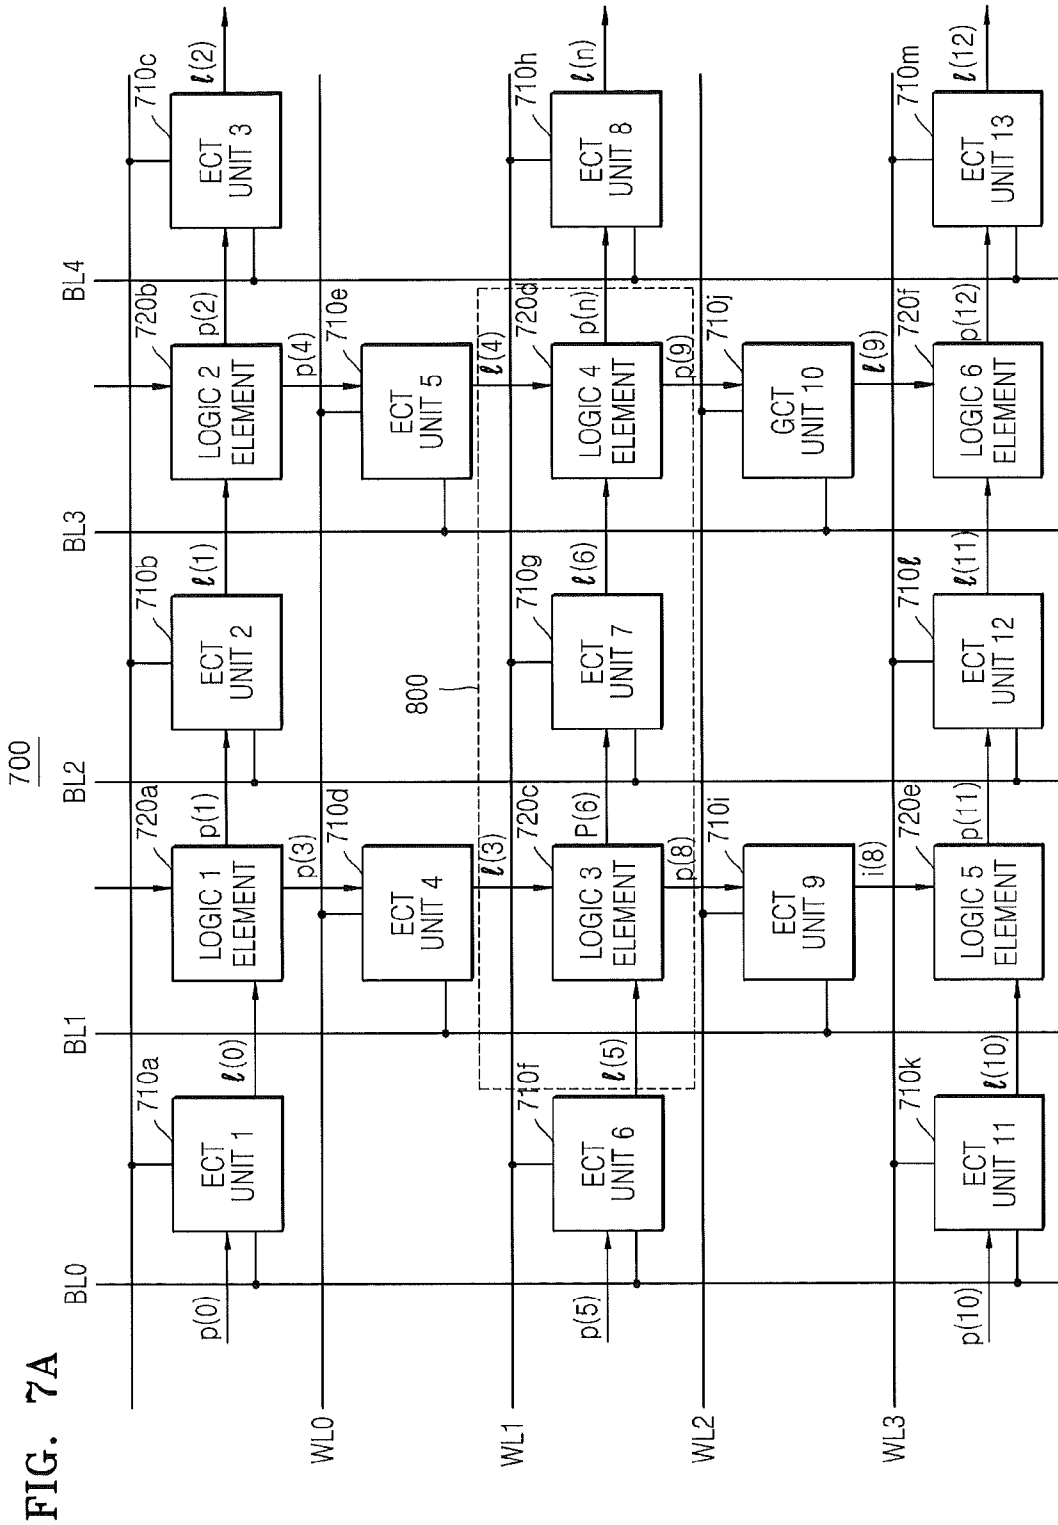 FIG. 7A
700
BL0 BL1 BL2 BL3 BL4
710a 720a 710b 720b 710c
p(0) ℓ(0) p(1) ℓ(1) p(2) ℓ(2)
ECT UNIT 1
LOGIC 1 ELEMENT
ECT UNIT 2
LOGIC 2 ELEMENT
ECT UNIT 3
p(3) p(4)
WL0 710d 710e
ECT UNIT 4
ECT UNIT 5
800
ℓ(3) ℓ(4)
WL1 710f 720c 710g 720d 710h
p(5) ℓ(5) P(6) ℓ(6) p(n) ℓ(n)
ECT UNIT 6
LOGIC 3 ELEMENT
ECT UNIT 7
LOGIC 4 ELEMENT
ECT UNIT 8
p(8) p(9)
WL2 710i 710j
ECT UNIT 9
GCT UNIT 10
i(8) ℓ(9)
WL3 710k 720e 710ℓ 720f 710m
p(10) ℓ(10) p(11) ℓ(11) p(12) ℓ(12)
ECT UNIT 11
LOGIC 5 ELEMENT
ECT UNIT 12
LOGIC 6 ELEMENT
ECT UNIT 13